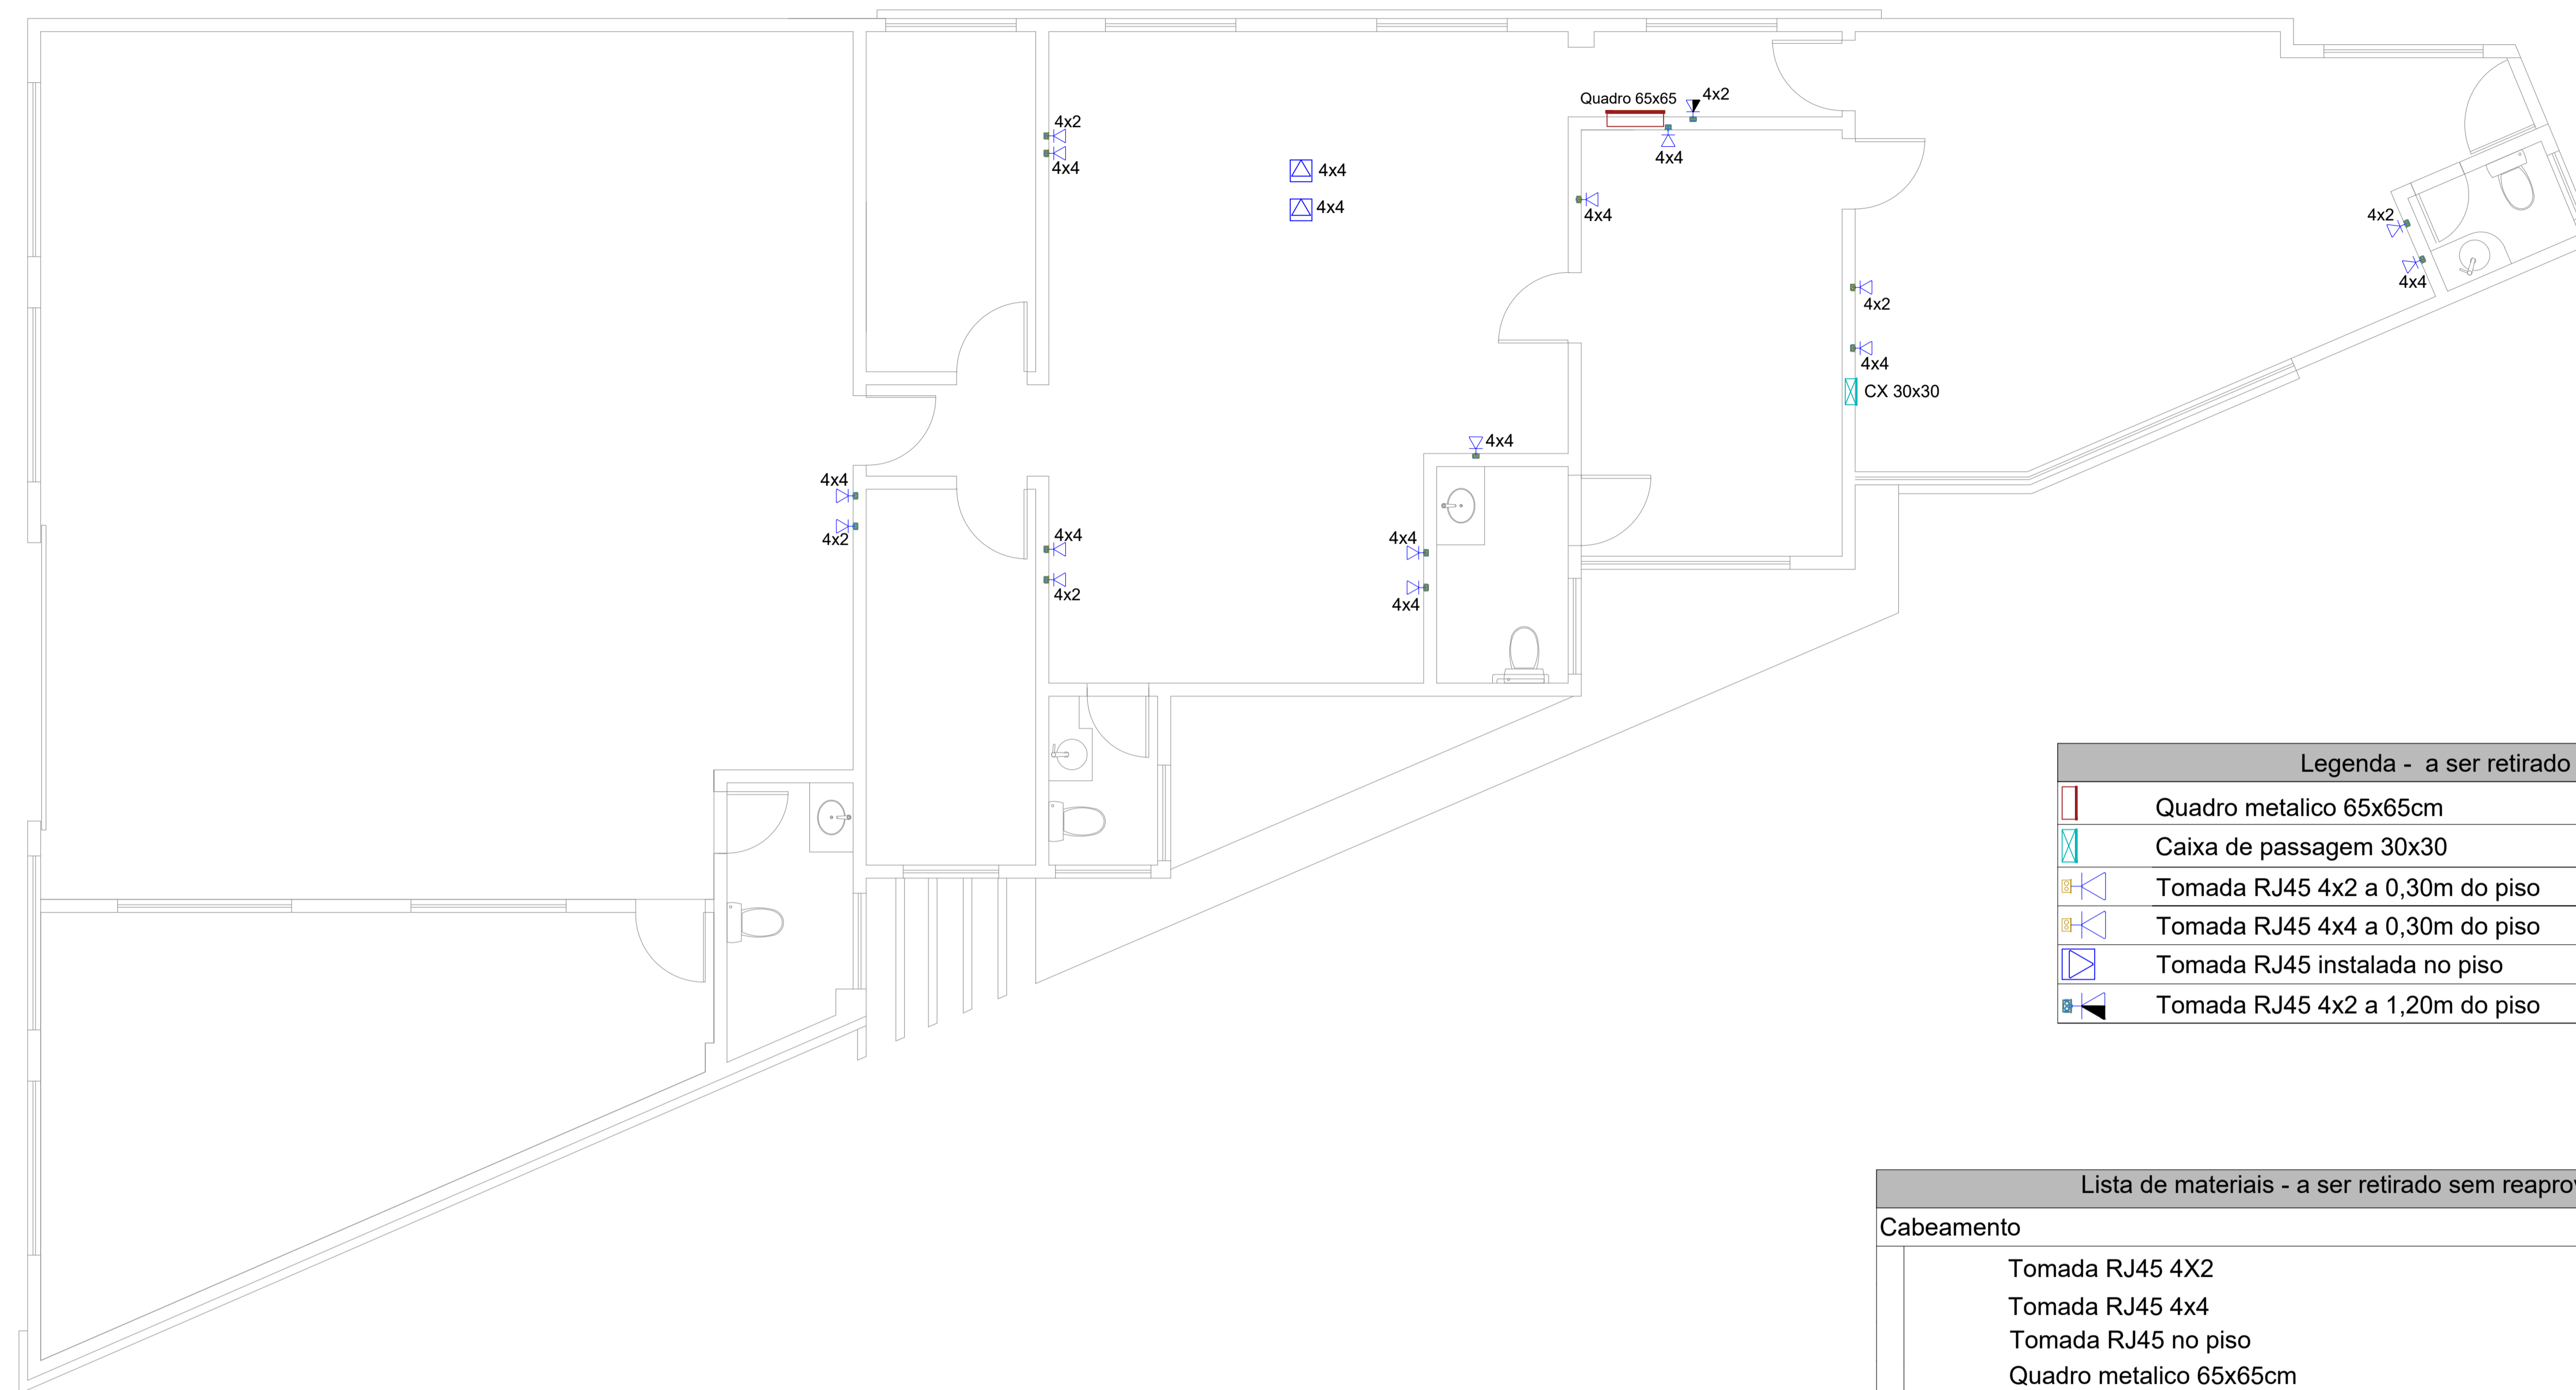 Quadro 65x65
4x2
4x4
4x2
4x4
4x4
4x4
4x4
4x2
4x4
4x2
4x4
CX 30x30
4x4
4x4
4x2
4x4
4x2
4x4
4x4
Legenda - a ser retirado
Quadro metalico 65x65cm
Caixa de passagem 30x30
Tomada RJ45 4x2 a 0,30m do piso
Tomada RJ45 4x4 a 0,30m do piso
Tomada RJ45 instalada no piso
Tomada RJ45 4x2 a 1,20m do piso
Lista de materiais - a ser retirado sem
Cabeamento
Tomada RJ45 4X2
Tomada RJ45 4x4
Tomada RJ45 no piso
Quadro metalico 65x65cm